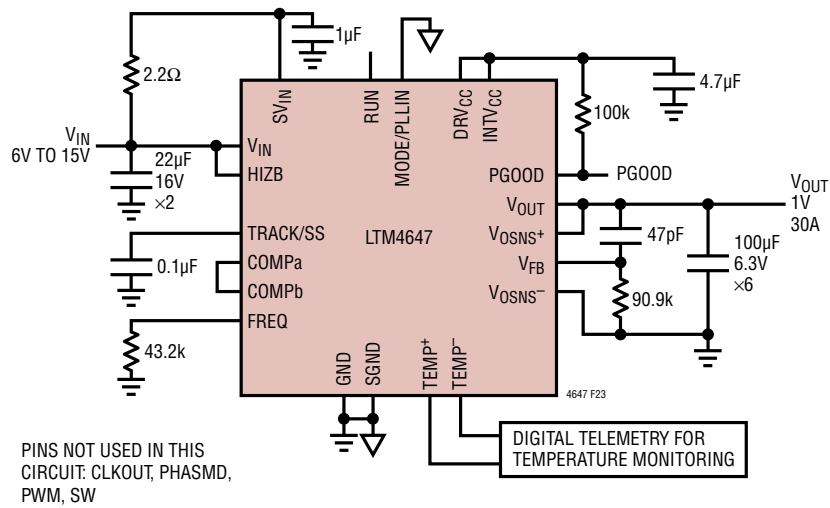 1µF
2.2Ω
SVIN
RUN
MODE/PLLIN
DRVCC
INTVCC
4.7µF
100k
VIN
6V TO 15V
22µF
16V
×2
VIN
HIZB
PGOOD
PGOOD
VOUT
VOUT
1V
30A
TRACK/SS
LTM4647
VOSNS+
47pF
100µF
6.3V
×6
0.1µF
COMPa
COMPb
VFB
VOSNS–
90.9k
FREQ
43.2k
GND
SGND
TEMP+
TEMP–
4647 F23
PINS NOT USED IN THIS
CIRCUIT: CLKOUT, PHASMD,
PWM, SW
DIGITAL TELEMETRY FOR
TEMPERATURE MONITORING